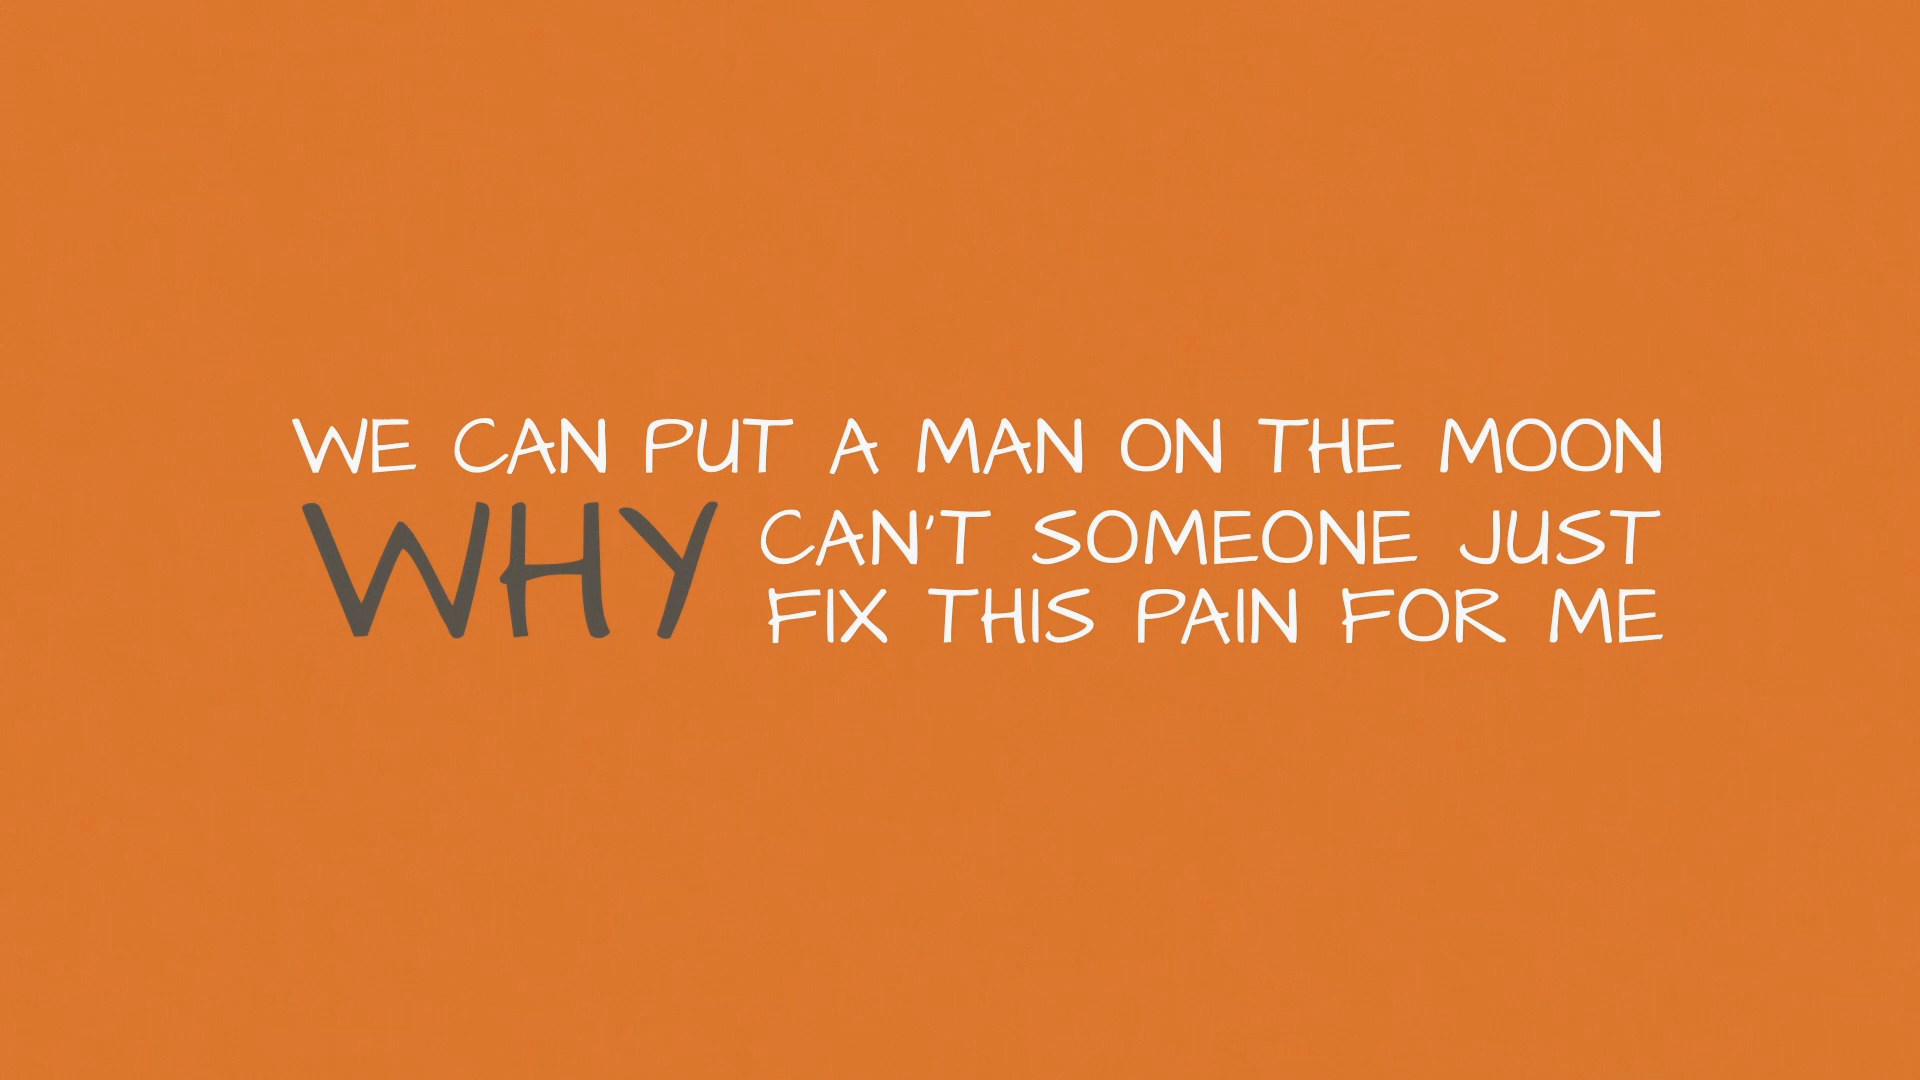 WE CAN PUT A MAN ON THE MOON
WHY CAN'T SOMEONE JUST
FIX THIS PAIN FOR ME